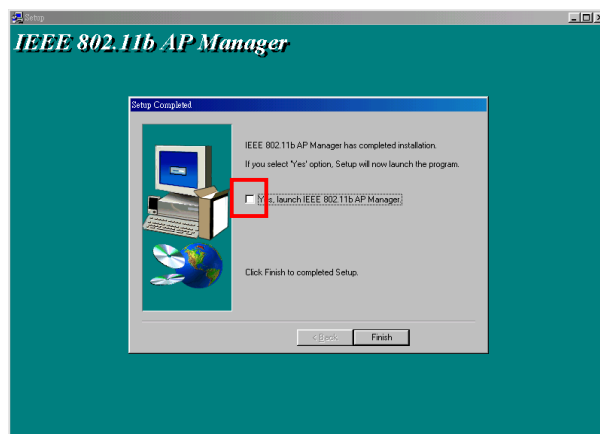 Setup
IEEE 802.11b AP Manager
Setup Completed
IEEE 802.11b AP Manager has completed installation.
If you select 'Yes' option, Setup will now launch the program.
Yes, launch IEEE 802.11b AP Manager.
Click Finish to completed Setup.
< Back
Finish